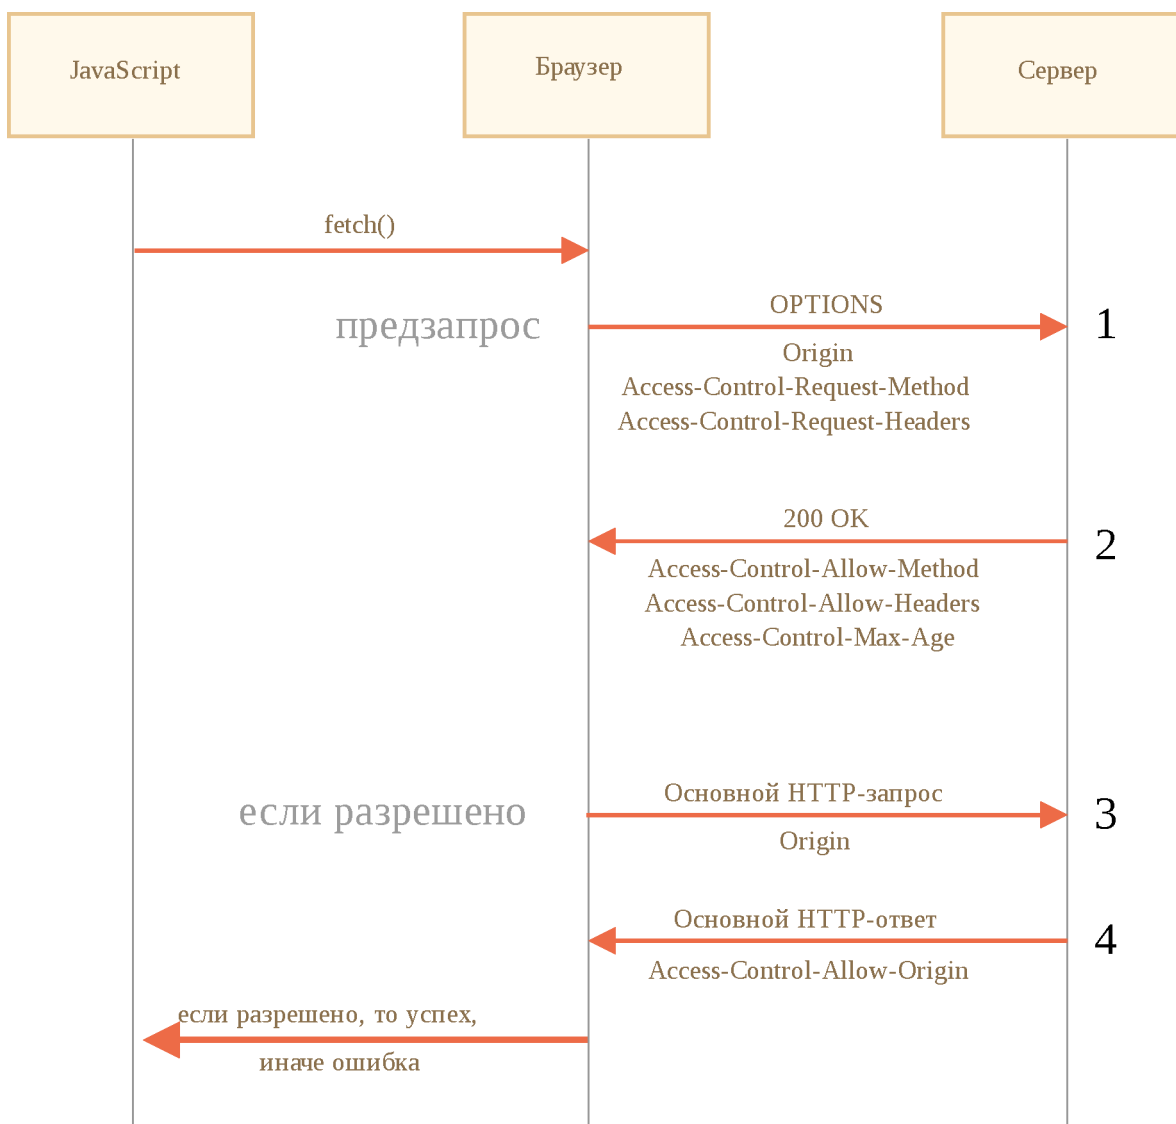 JavaScript
Браузер
Сервер
fetch()
предзапрос
OPTIONS
1
Origin
Access-Control-Request-Method
Access-Control-Request-Headers
200 OK
2
Access-Control-Allow-Method
Access-Control-Allow-Headers
Access-Control-Max-Age
если разрешено
Основной HTTP-запрос
3
Origin
Основной HTTP-ответ
4
Access-Control-Allow-Origin
если разрешено, то успех,
иначе ошибка